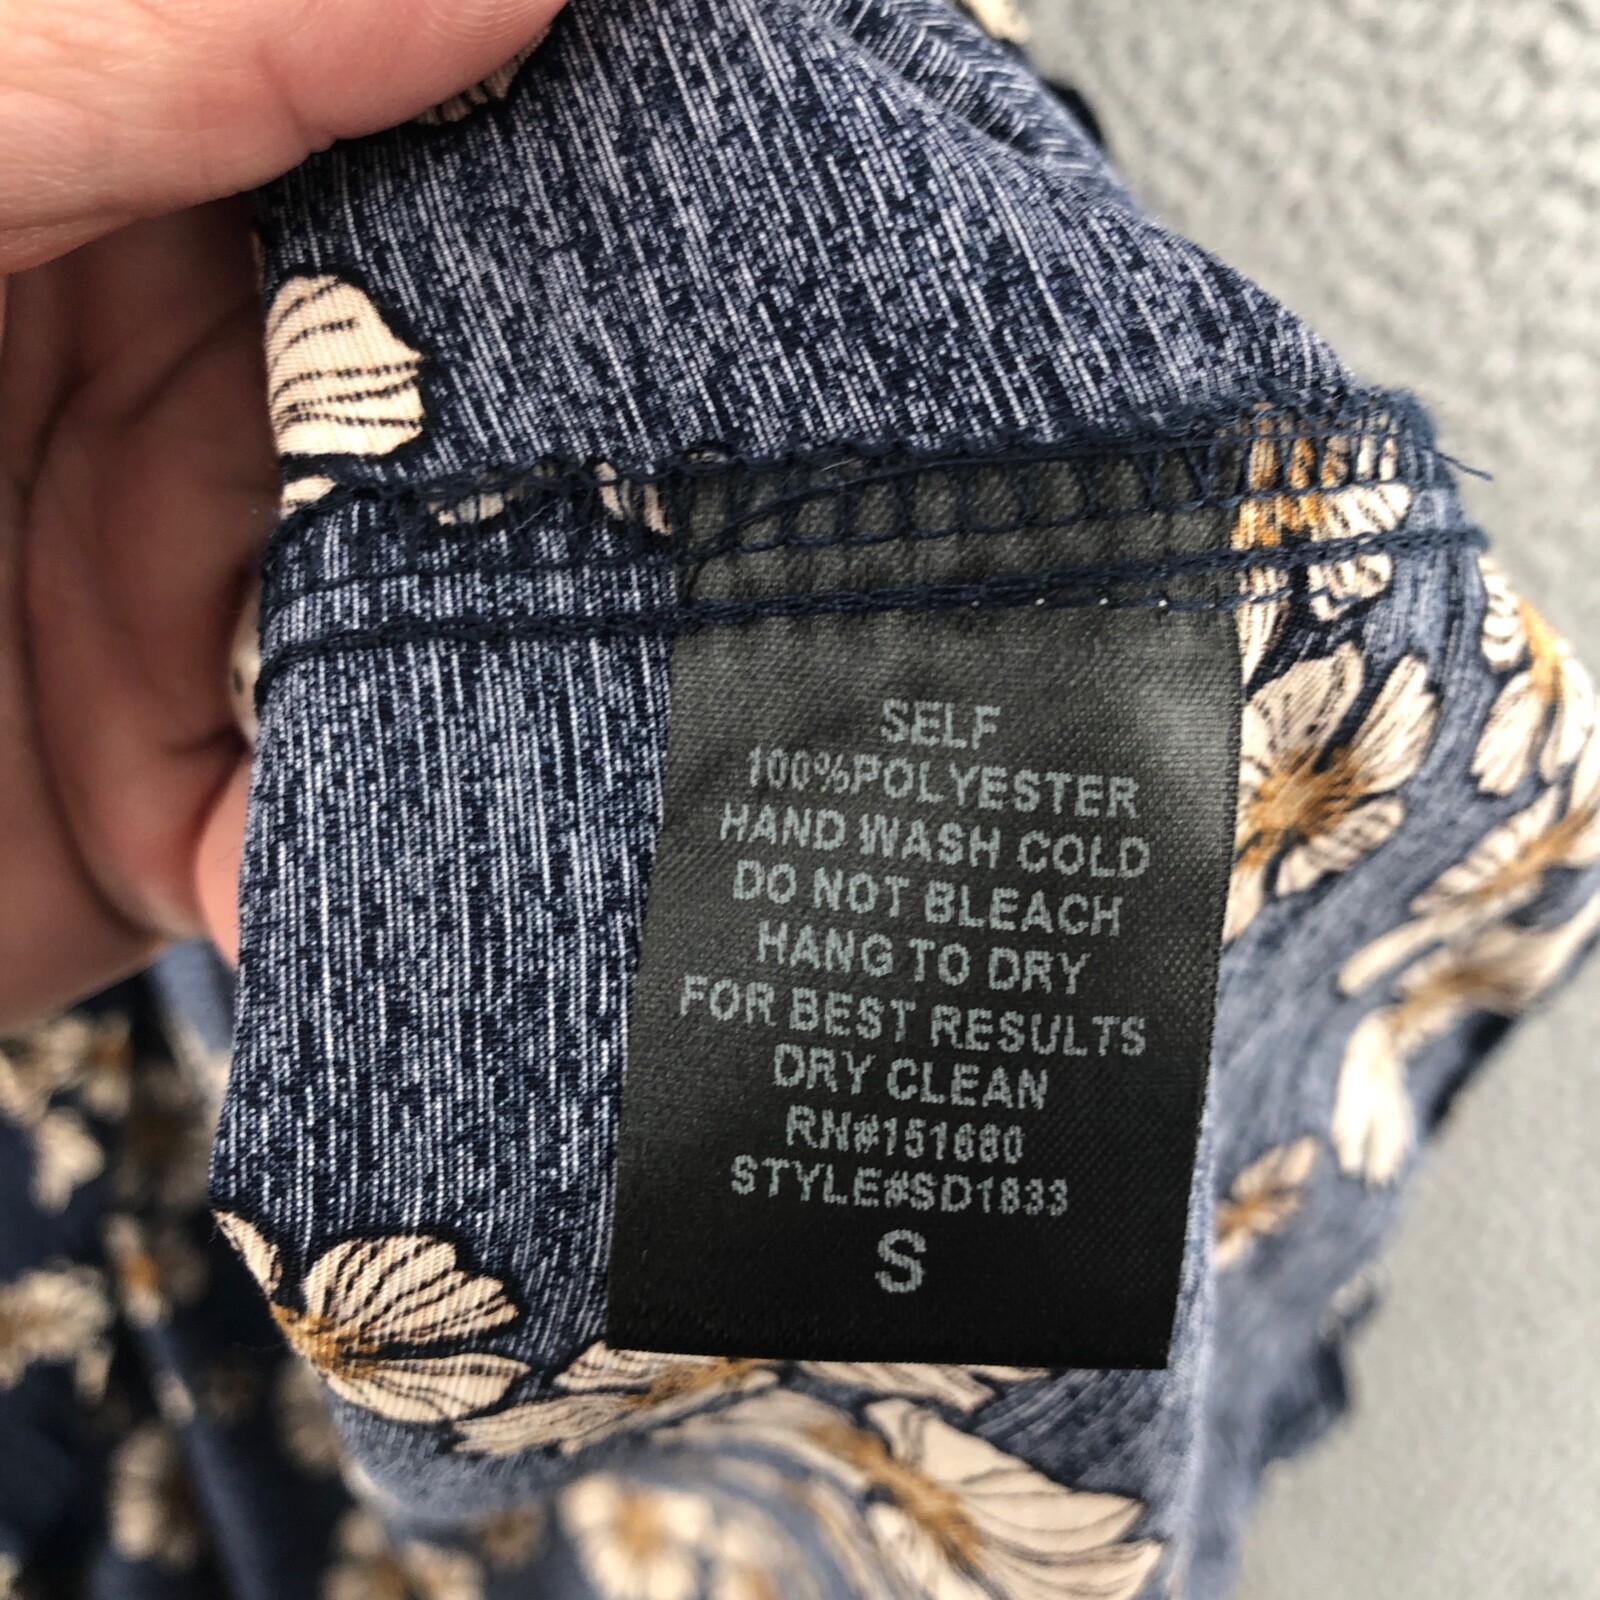 SELF
100%POLYESTER
HAND WASH COLD
DO NOT BLEACH
HANG TO DRY
FOR BEST RESULTS
DRY CLEAN
RN#151680
STYLE#SD1833
S